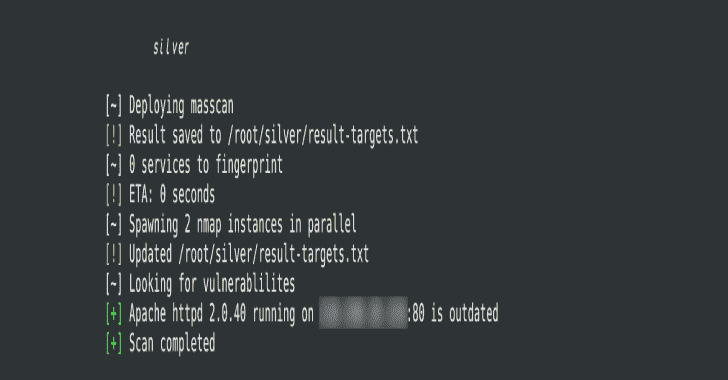 silver
[~] Deploying masscan
[!] Result saved to /root/silver/result-targets.txt
[~] 0 services to fingerprint
[!] ETA: 0 seconds
[~] Spawning 2 nmap instances in parallel
[!] Updated /root/silver/result-targets.txt
[~] Looking for vulnerablilites
[+] Apache httpd 2.0.40 running on :80 is outdated
[+] Scan completed